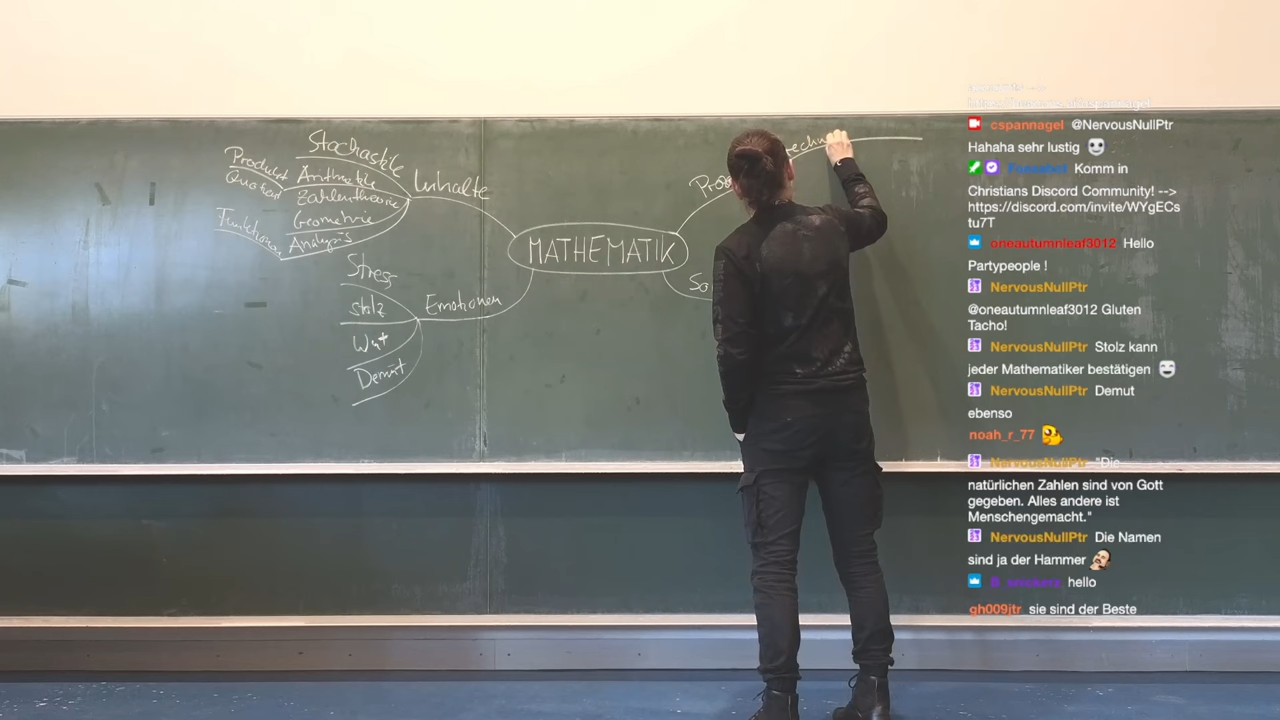 Stochastik
Produkt
Quotient
Arithmetik
Zahlentheorie
Geometrie
Funktionen
Analysis
Inhalte
Stress
Stolz
Wut
Demut
Emotionen
MATHEMATIK
So
cspannagel @NervousNullPtr
Hahaha sehr lustig
Komm in
Christians Discord Community! -->
https://discord.com/invite/WYgECs
tu7T
oneautumnleaf3012 Hello
Partypeople !
NervousNullPtr
@oneautumnleaf3012 Gluten
Tacho!
NervousNullPtr Stolz kann
jeder Mathematiker bestätigen
NervousNullPtr Demut
ebenso
noah_r_77
NervousNullPtr "Die
natürlichen Zahlen sind von Gott
gegeben. Alles andere ist
Menschengemacht."
NervousNullPtr Die Namen
sind ja der Hammer
hello
gh009jtr sie sind der Beste